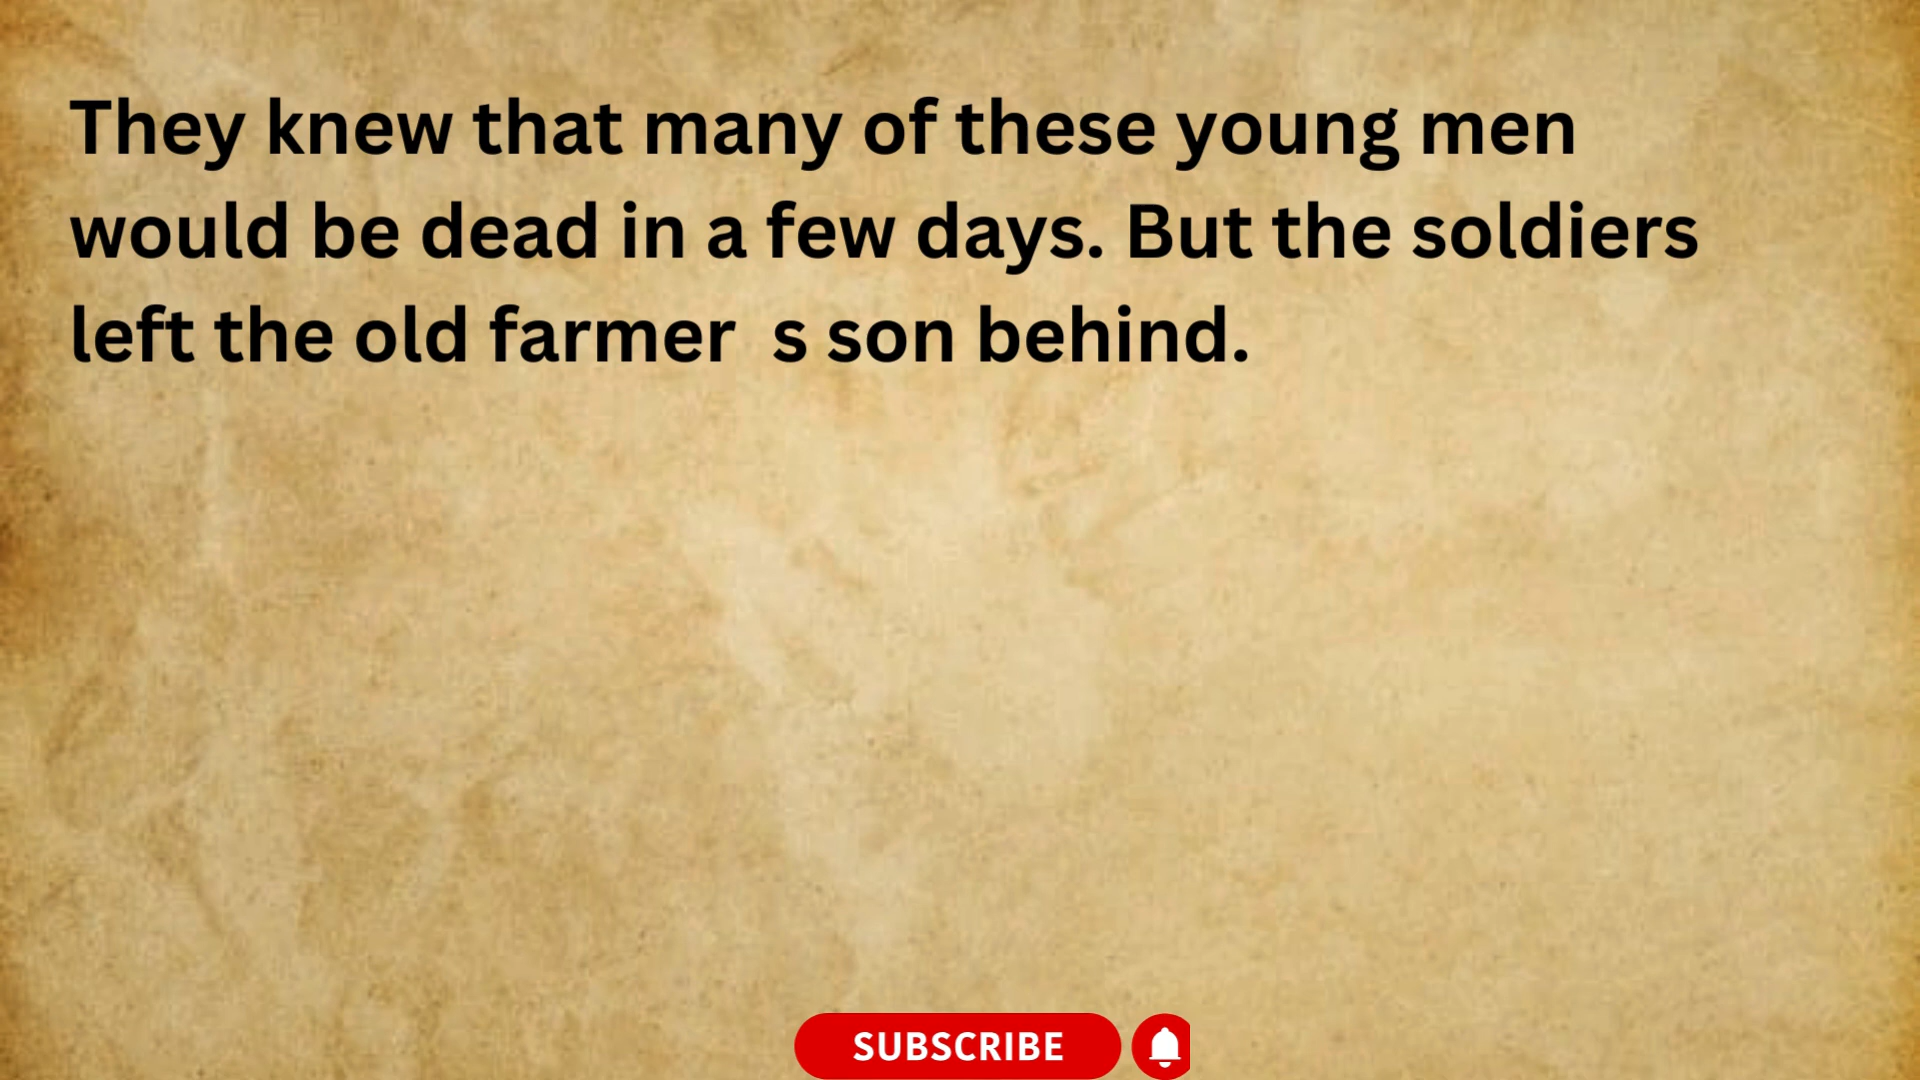 They knew that many of these young men
would be dead in a few days. But the soldiers
left the old farmer  s son behind.
SUBSCRIBE